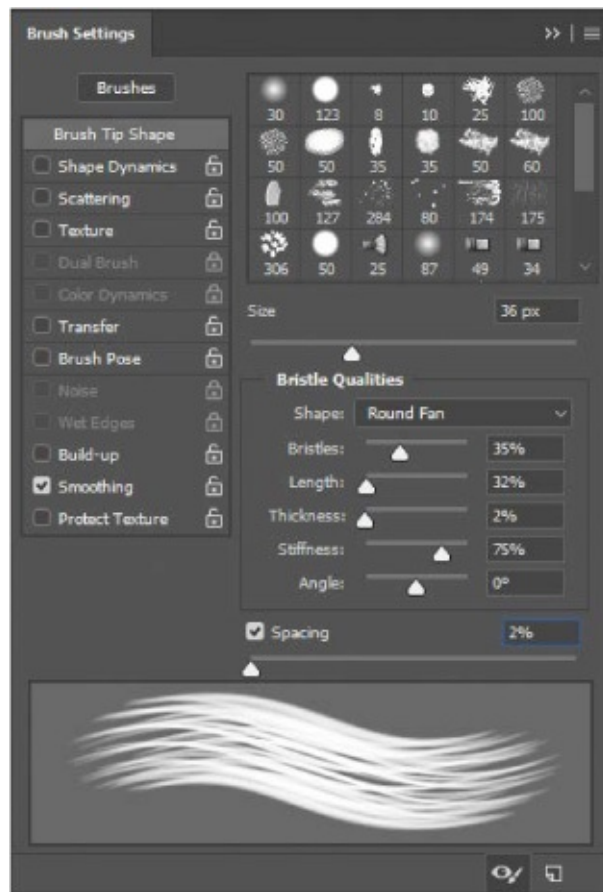 Brush Settings
Brushes
Brush Tip Shape
Shape Dynamics
Scattering
Texture
Dual Brush
Color Dynamics
Transfer
Brush Pose
Noise
Wet Edges
Build-up
Smoothing
Protect Texture
30 123 8 10 25 100
50 50 35 35 50 60
100 127 284 80 174 175
306 50 25 87 49 34
Size 36 px
Bristle Qualities
Shape: Round Fan
Bristles: 35%
Length: 32%
Thickness: 2%
Stiffness: 75%
Angle: 0º
Spacing 2%